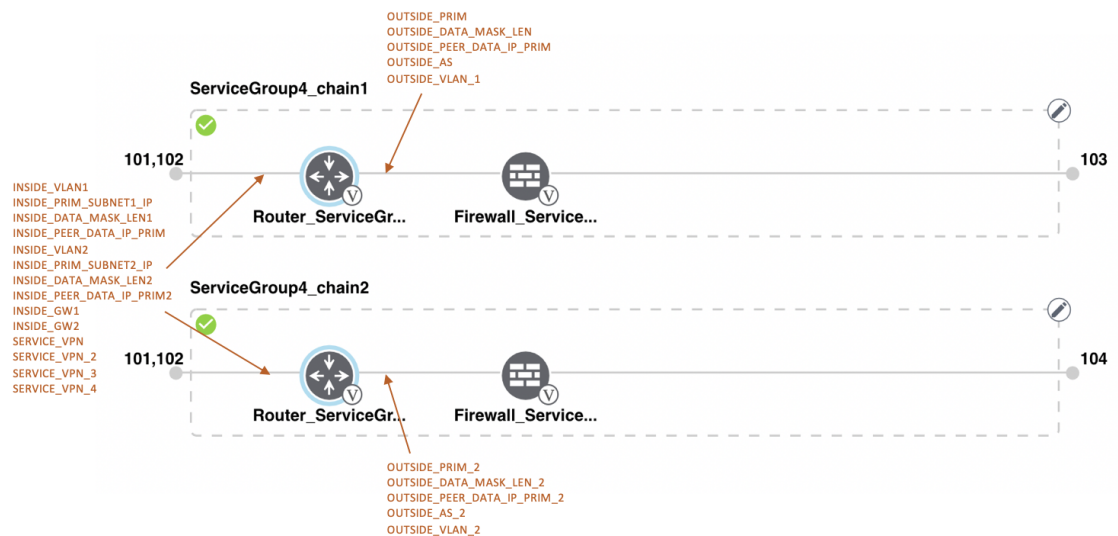 OUTSIDE_PRIM
OUTSIDE_DATA_MASK_LEN
OUTSIDE_PEER_DATA_IP_PRIM
OUTSIDE_AS
OUTSIDE_VLAN_1
ServiceGroup4_chain1
101,102
103
V
V
Router_ServiceGr...
Firewall_Service...
INSIDE_VLAN1
INSIDE_PRIM_SUBNET1_IP
INSIDE_DATA_MASK_LEN1
INSIDE_PEER_DATA_IP_PRIM
INSIDE_VLAN2
INSIDE_PRIM_SUBNET2_IP
INSIDE_DATA_MASK_LEN2
INSIDE_PEER_DATA_IP_PRIM2
INSIDE_GW1
INSIDE_GW2
SERVICE_VPN
SERVICE_VPN_2
SERVICE_VPN_3
SERVICE_VPN_4
ServiceGroup4_chain2
101,102
104
V
V
Router_ServiceGr...
Firewall_Service...
OUTSIDE_PRIM_2
OUTSIDE_DATA_MASK_LEN_2
OUTSIDE_PEER_DATA_IP_PRIM_2
OUTSIDE_AS_2
OUTSIDE_VLAN_2